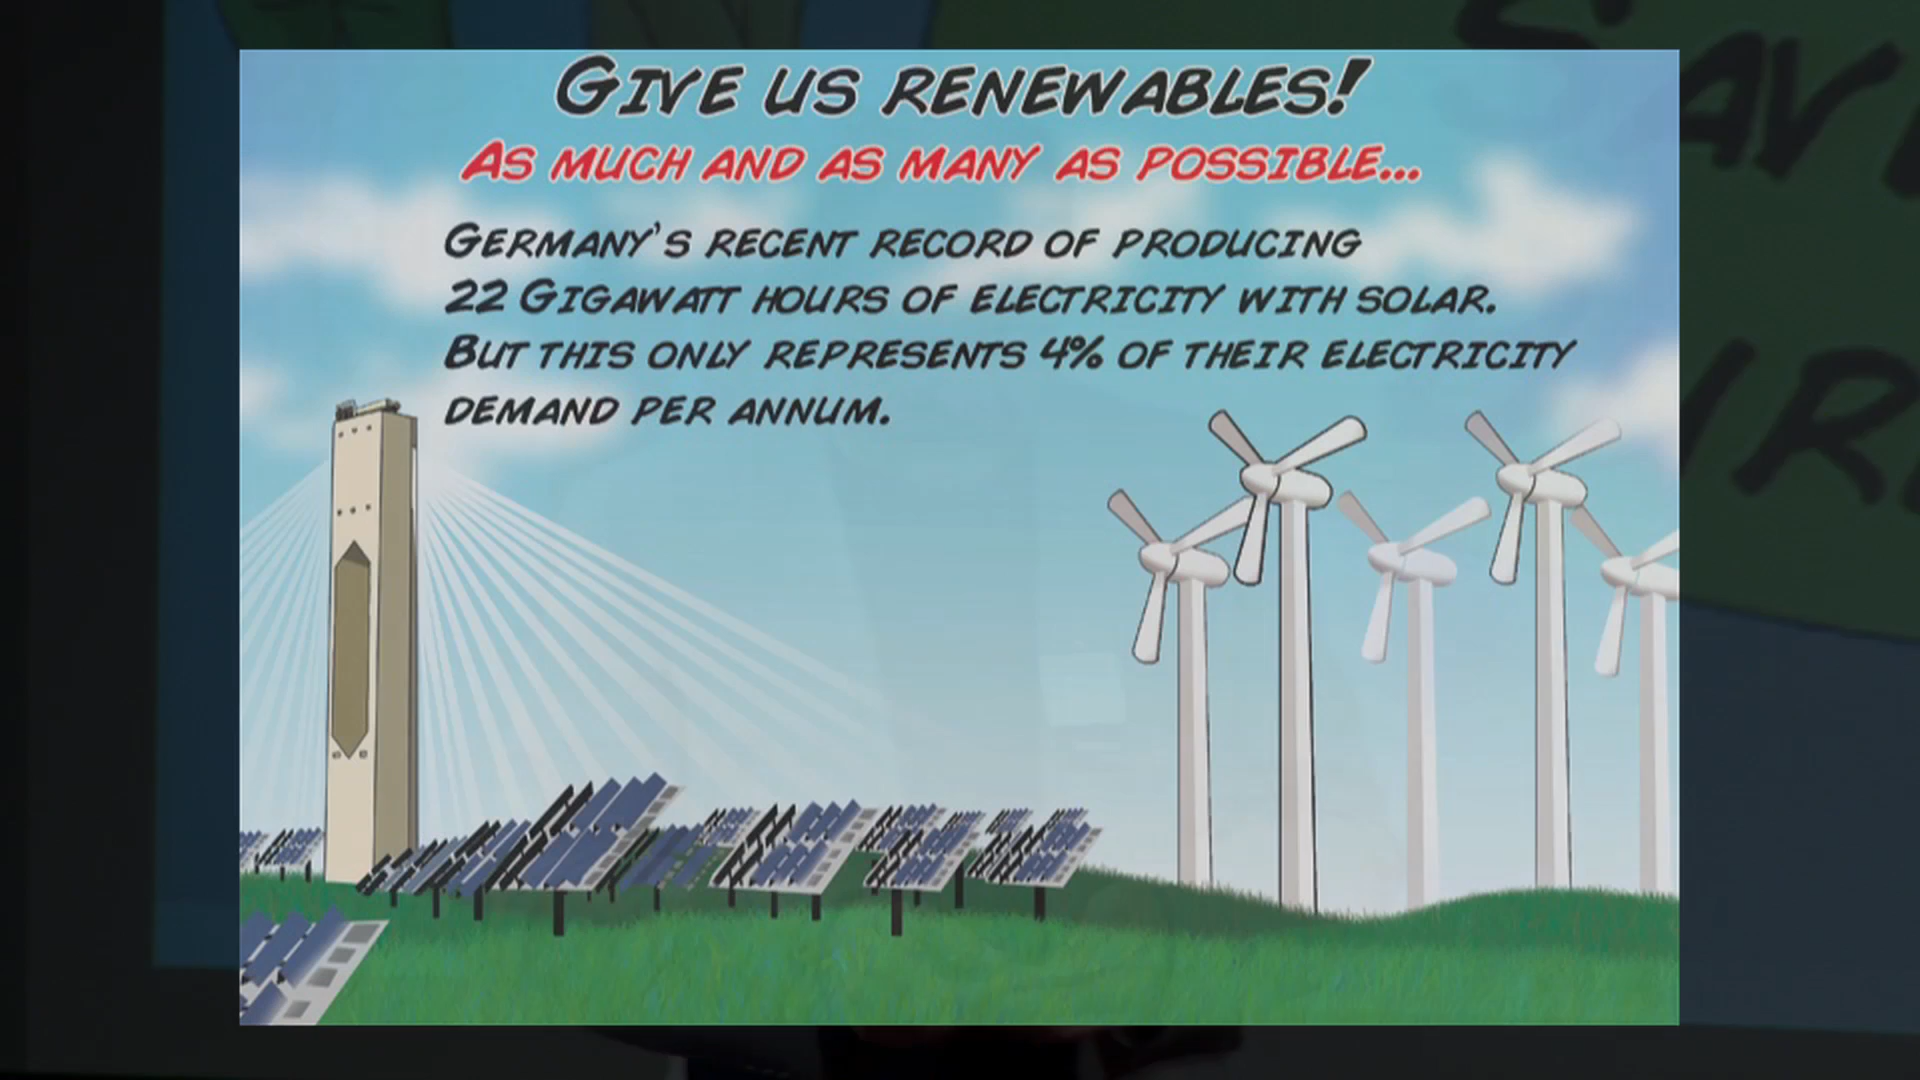 GIVE US RENEWABLES!
AS MUCH AND AS MANY AS POSSIBLE...
GERMANY'S RECENT RECORD OF PRODUCING
22 GIGAWATT HOURS OF ELECTRICITY WITH SOLAR.
BUT THIS ONLY REPRESENTS 4% OF THEIR ELECTRICITY
DEMAND PER ANNUM.